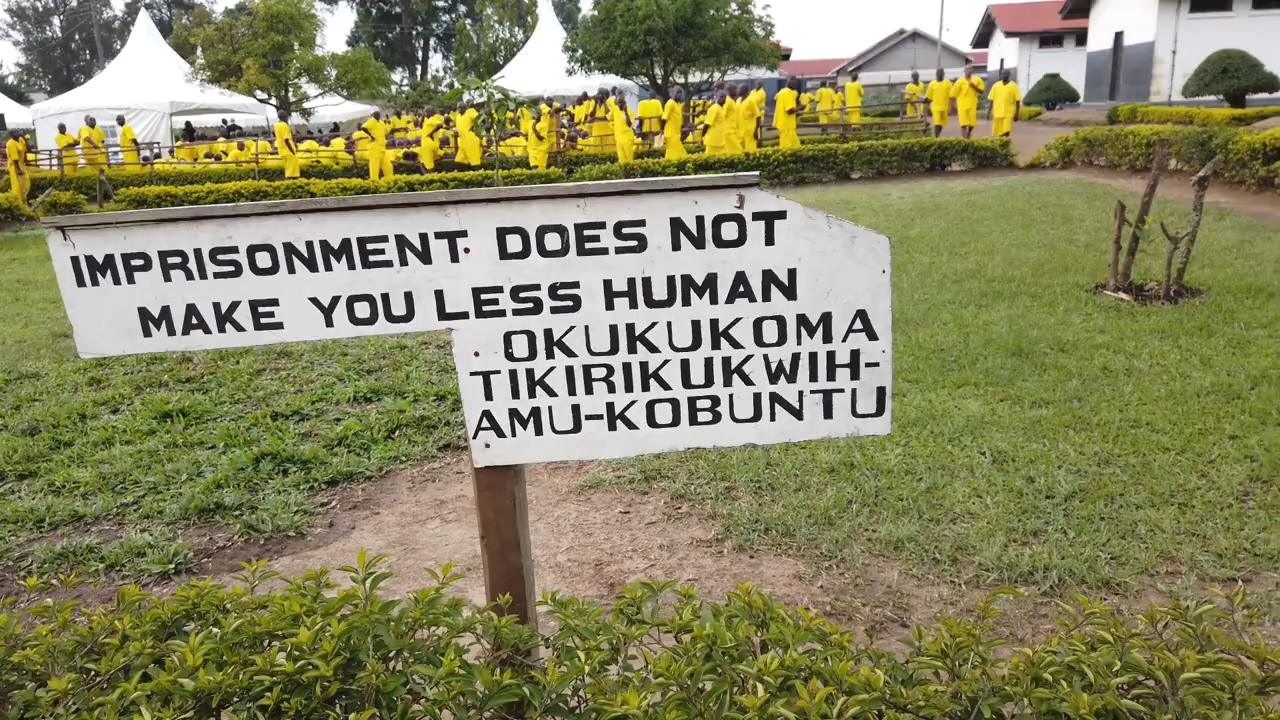 IMPRISONMENT DOES NOT
MAKE YOU LESS HUMAN
OKUKUKOMA
TIKIRIKUKWIH-
AMU-KOBUNTU